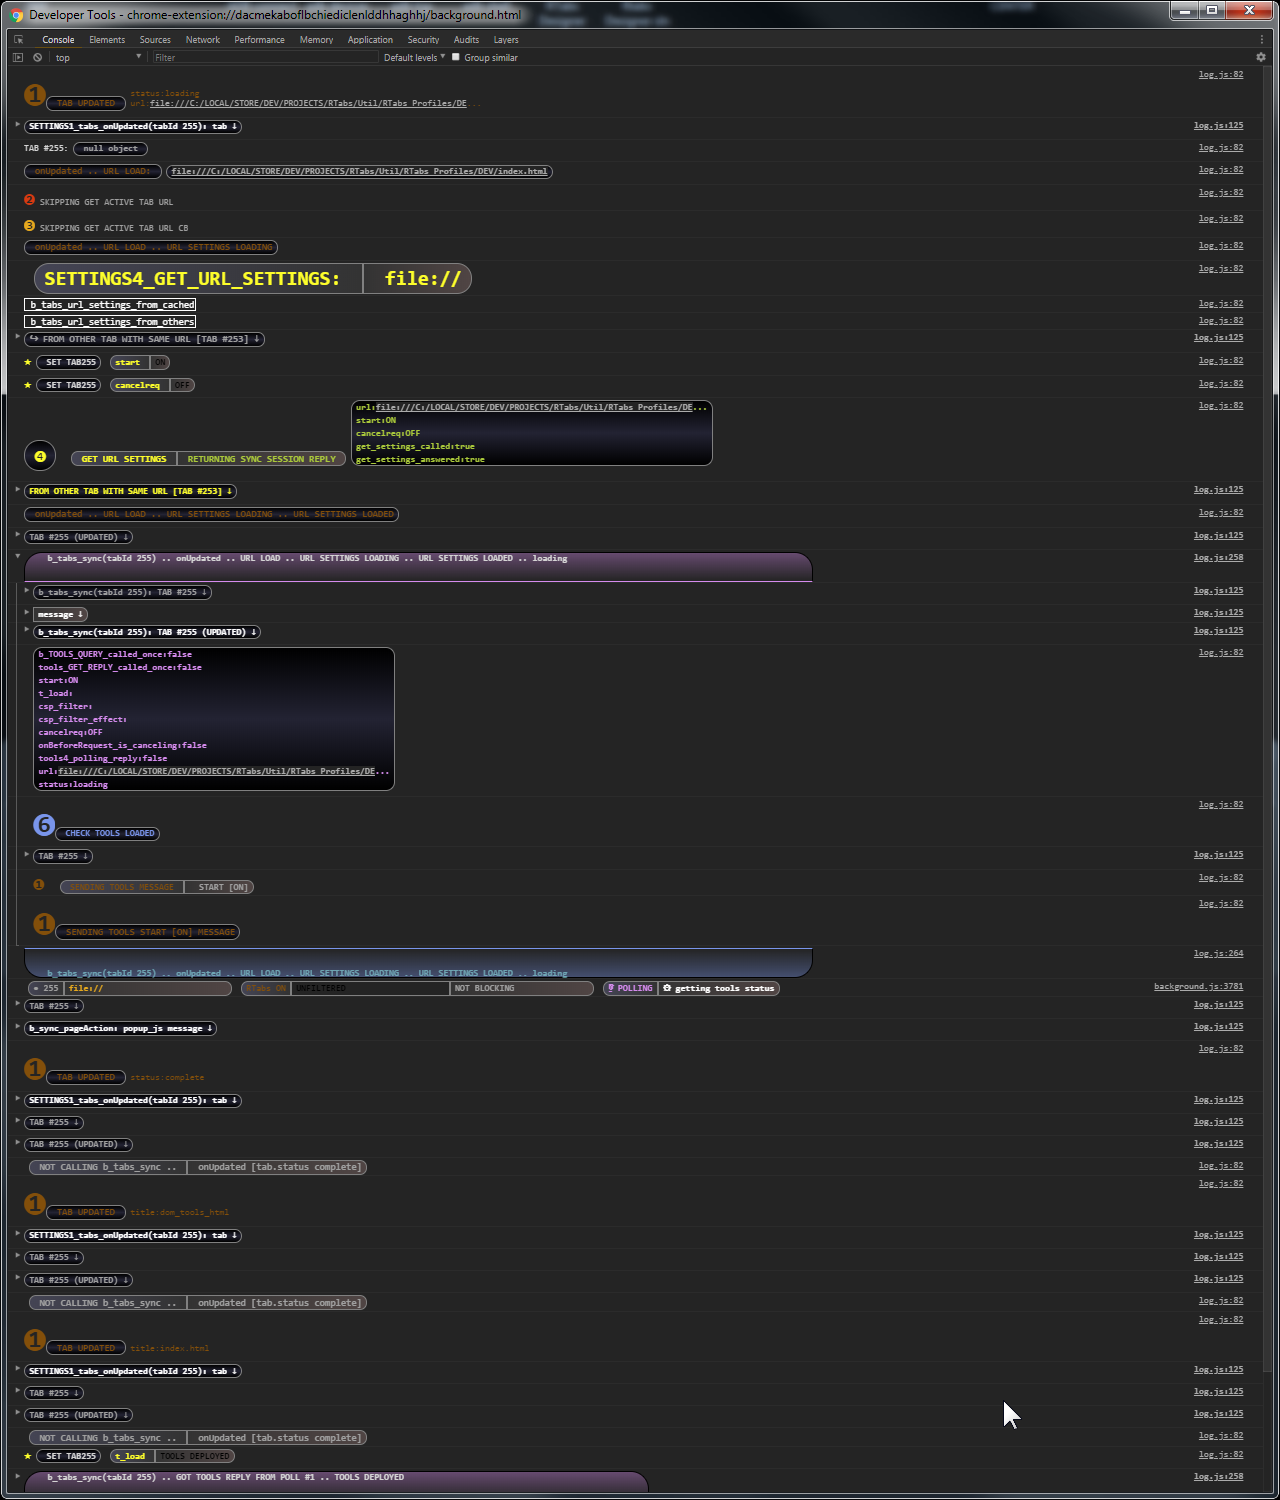 Developer Tools - chrome-extension://dacmekaboflbchiediclenlddhhaghhj/background.html
Console Elements Sources Network Performance Memory Application Security Audits Layers
top Filter Default levels Group similar
log.js:82
1 TAB UPDATED status:loading
url:file:///C:/LOCAL/STORE/DEV/PROJECTS/RTabs/Util/RTabs_Profiles/DE...
SETTINGS1_tabs_onUpdated(tabId 255): tab ↓ log.js:125
TAB #255: null object log.js:82
onUpdated .. URL LOAD: file:///C:/LOCAL/STORE/DEV/PROJECTS/RTabs/Util/RTabs_Profiles/DEV/index.html log.js:82
2 SKIPPING GET ACTIVE TAB URL log.js:82
3 SKIPPING GET ACTIVE TAB URL CB log.js:82
onUpdated .. URL LOAD .. URL SETTINGS LOADING log.js:82
SETTINGS4_GET_URL_SETTINGS: file:// log.js:82
b_tabs_url_settings_from_cached log.js:82
b_tabs_url_settings_from_others log.js:82
↪ FROM OTHER TAB WITH SAME URL [TAB #253] ↓ log.js:125
★ SET TAB255 start ON log.js:82
★ SET TAB255 cancelreq OFF log.js:82
url:file:///C:/LOCAL/STORE/DEV/PROJECTS/RTabs/Util/RTabs_Profiles/DE... log.js:82
start:ON
cancelreq:OFF
get_settings_called:true
4 GET URL SETTINGS RETURNING SYNC SESSION REPLY get_settings_answered:true
FROM OTHER TAB WITH SAME URL [TAB #253] ↓ log.js:125
onUpdated .. URL LOAD .. URL SETTINGS LOADING .. URL SETTINGS LOADED log.js:82
TAB #255 (UPDATED) ↓ log.js:125
b_tabs_sync(tabId 255) .. onUpdated .. URL LOAD .. URL SETTINGS LOADING .. URL SETTINGS LOADED .. loading log.js:258
b_tabs_sync(tabId 255): TAB #255 ↓ log.js:125
message ↓ log.js:125
b_tabs_sync(tabId 255): TAB #255 (UPDATED) ↓ log.js:125
b_TOOLS_QUERY_called_once:false log.js:82
tools_GET_REPLY_called_once:false
start:ON
t_load:
csp_filter:
csp_filter_effect:
cancelreq:OFF
onBeforeRequest_is_canceling:false
tools4_polling_reply:false
url:file:///C:/LOCAL/STORE/DEV/PROJECTS/RTabs/Util/RTabs_Profiles/DE...
status:loading
log.js:82
6 CHECK TOOLS LOADED
TAB #255 ↓ log.js:125
1 SENDING TOOLS MESSAGE START [ON] log.js:82
log.js:82
1 SENDING TOOLS START [ON] MESSAGE
log.js:264
b_tabs_sync(tabId 255) .. onUpdated .. URL LOAD .. URL SETTINGS LOADING .. URL SETTINGS LOADED .. loading
255 file:// RTabs ON UNFILTERED NOT BLOCKING POLLING getting tools status background.js:3781
TAB #255 ↓ log.js:125
b_sync_pageAction: popup_js message ↓ log.js:125
log.js:82
1 TAB UPDATED status:complete
SETTINGS1_tabs_onUpdated(tabId 255): tab ↓ log.js:125
TAB #255 ↓ log.js:125
TAB #255 (UPDATED) ↓ log.js:125
NOT CALLING b_tabs_sync .. onUpdated [tab.status complete] log.js:82
log.js:82
1 TAB UPDATED title:dom_tools_html
SETTINGS1_tabs_onUpdated(tabId 255): tab ↓ log.js:125
TAB #255 ↓ log.js:125
TAB #255 (UPDATED) ↓ log.js:125
NOT CALLING b_tabs_sync .. onUpdated [tab.status complete] log.js:82
log.js:82
1 TAB UPDATED title:index.html
SETTINGS1_tabs_onUpdated(tabId 255): tab ↓ log.js:125
TAB #255 ↓ log.js:125
TAB #255 (UPDATED) ↓ log.js:125
NOT CALLING b_tabs_sync .. onUpdated [tab.status complete] log.js:82
★ SET TAB255 t_load TOOLS DEPLOYED log.js:82
b_tabs_sync(tabId 255) .. GOT TOOLS REPLY FROM POLL #1 .. TOOLS DEPLOYED log.js:258